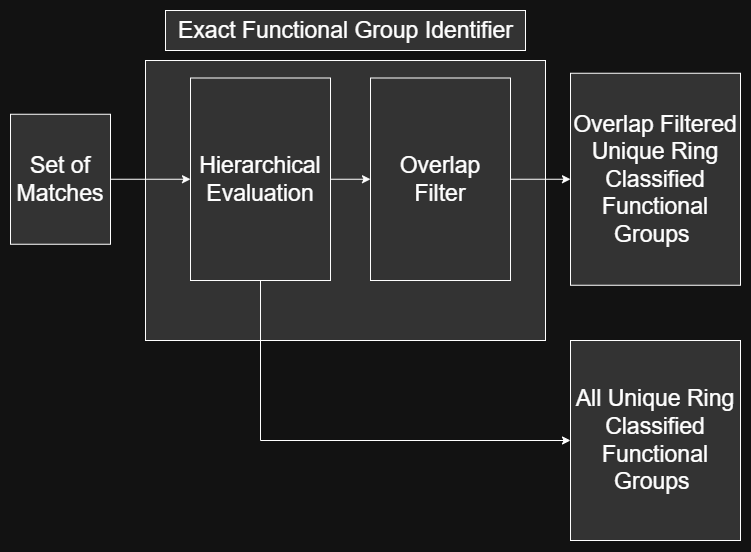 Exact Functional Group Identifier
Set of
Matches
Hierarchical
Evaluation
Overlap
Filter
Overlap Filtered
Unique Ring
Classified
Functional
Groups
All Unique Ring
Classified
Functional
Groups